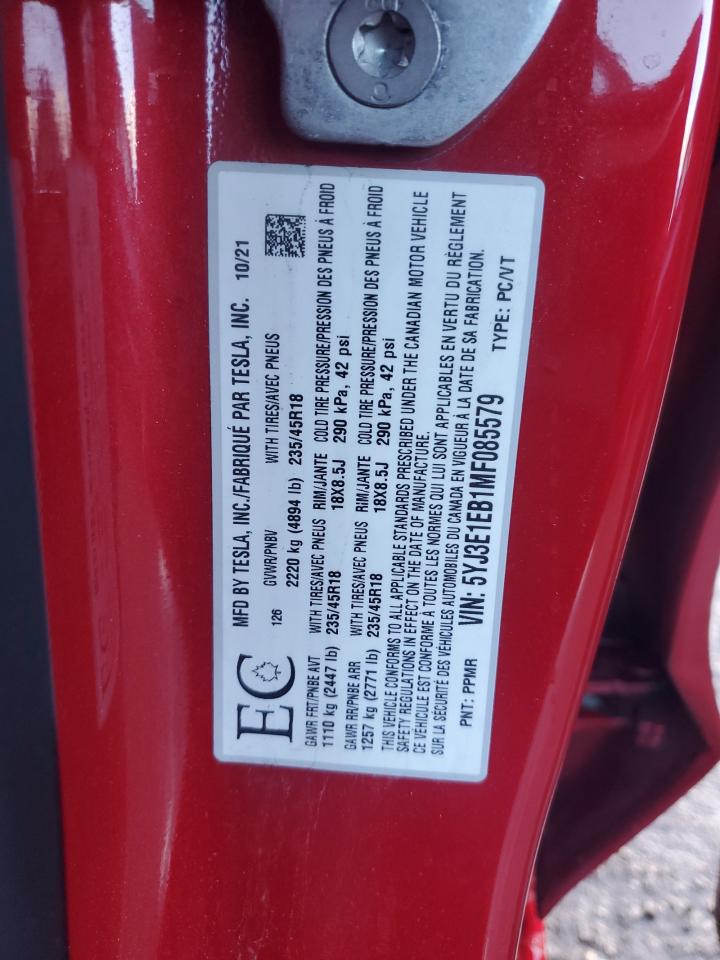 MFD BY TESLA, INC./FABRIQUÉ PAR TESLA, INC. 10/21
EC
126 GVWR/PNBV WITH TIRES/AVEC PNEUS
2220 kg (4894 lb) 235/45R18
GAWR FRT/PNBE AVT WITH TIRES/AVEC PNEUS RIM/JANTE COLD TIRE PRESSURE/PRESSION DES PNEUS À FROID
1110 kg (2447 lb) 235/45R18 18X8.5J 290 kPa, 42 psi
GAWR RR/PNBE ARR WITH TIRES/AVEC PNEUS RIM/JANTE COLD TIRE PRESSURE/PRESSION DES PNEUS À FROID
1257 kg (2771 lb) 235/45R18 18X8.5J 290 kPa, 42 psi
THIS VEHICLE CONFORMS TO ALL APPLICABLE STANDARDS PRESCRIBED UNDER THE CANADIAN MOTOR VEHICLE
SAFETY REGULATIONS IN EFFECT ON THE DATE OF MANUFACTURE.
CE VÉHICULE EST CONFORME À TOUTES LES NORMES QUI LUI SONT APPLICABLES EN VERTU DU RÈGLEMENT
SUR LA SÉCURITÉ DES VÉHICULES AUTOMOBILES DU CANADA EN VIGUEUR À LA DATE DE SA FABRICATION.
PNT: PPMR VIN: 5YJ3E1EB1MF085579 TYPE: PC/VT